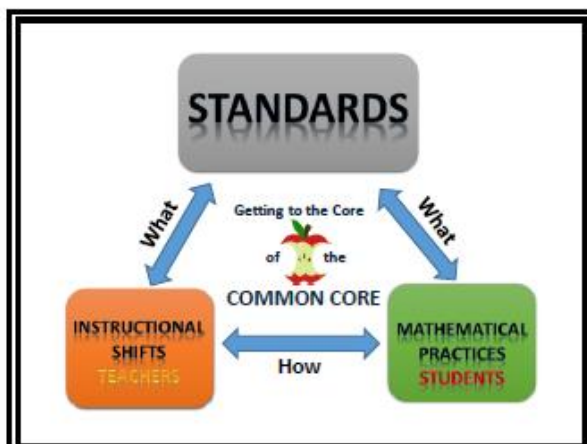 STANDARDS
What
Getting to the Core
What
of the
COMMON CORE
INSTRUCTIONAL
SHIFTS
TEACHERS
How
MATHEMATICAL
PRACTICES
STUDENTS